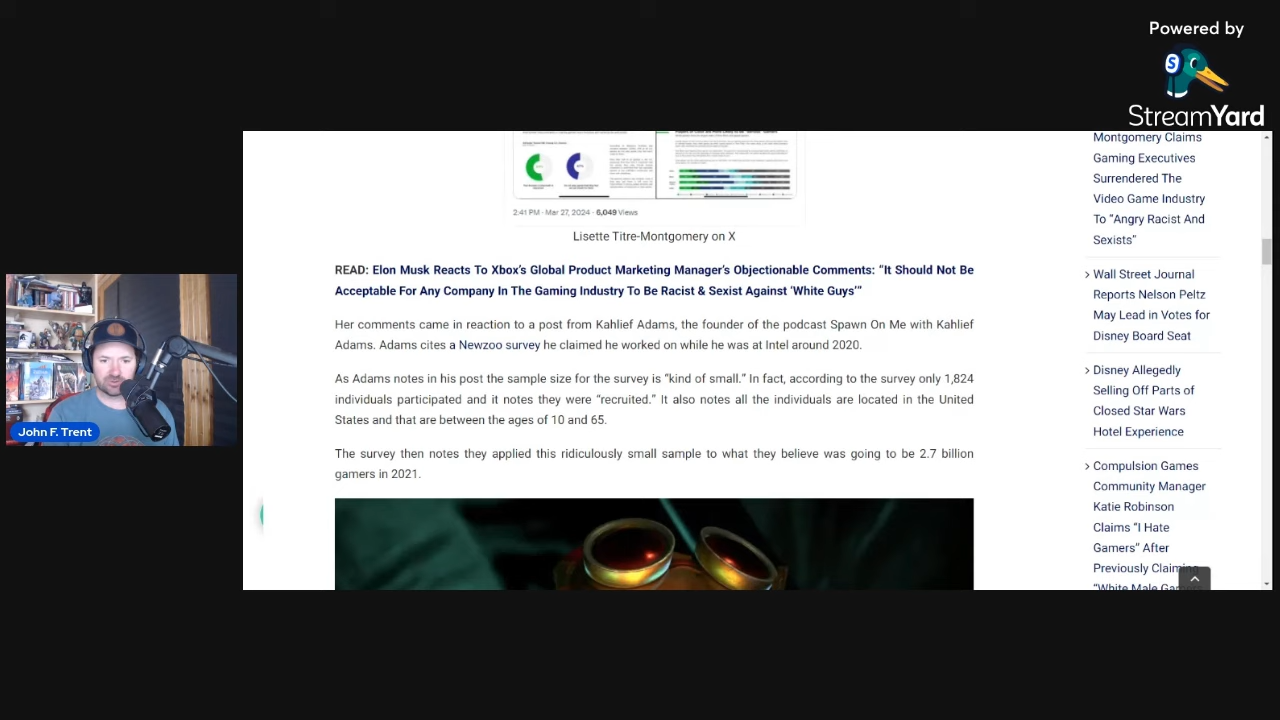 Powered by
S
StreamYard
2:41 PM · Mar 27, 2024 · 6,049 Views
Lisette Titre-Montgomery on X
READ: Elon Musk Reacts To Xbox's Global Product Marketing Manager's Objectionable Comments: “It Should Not Be
Acceptable For Any Company In The Gaming Industry To Be Racist & Sexist Against ‘White Guys’”
Her comments came in reaction to a post from Kahlief Adams, the founder of the podcast Spawn On Me with Kahlief
Adams. Adams cites a Newzoo survey he claimed he worked on while he was at Intel around 2020.
As Adams notes in his post the sample size for the survey is “kind of small.” In fact, according to the survey only 1,824
individuals participated and it notes they were “recruited.” It also notes all the individuals are located in the United
States and that are between the ages of 10 and 65.
The survey then notes they applied this ridiculously small sample to what they believe was going to be 2.7 billion
gamers in 2021.
Montgomery Claims
Gaming Executives
Surrendered The
Video Game Industry
To “Angry Racist And
Sexists”
Wall Street Journal
Reports Nelson Peltz
May Lead in Votes for
Disney Board Seat
Disney Allegedly
Selling Off Parts of
Closed Star Wars
Hotel Experience
Compulsion Games
Community Manager
Katie Robinson
Claims “I Hate
Gamers” After
Previously Claiming
“White Male
John F. Trent